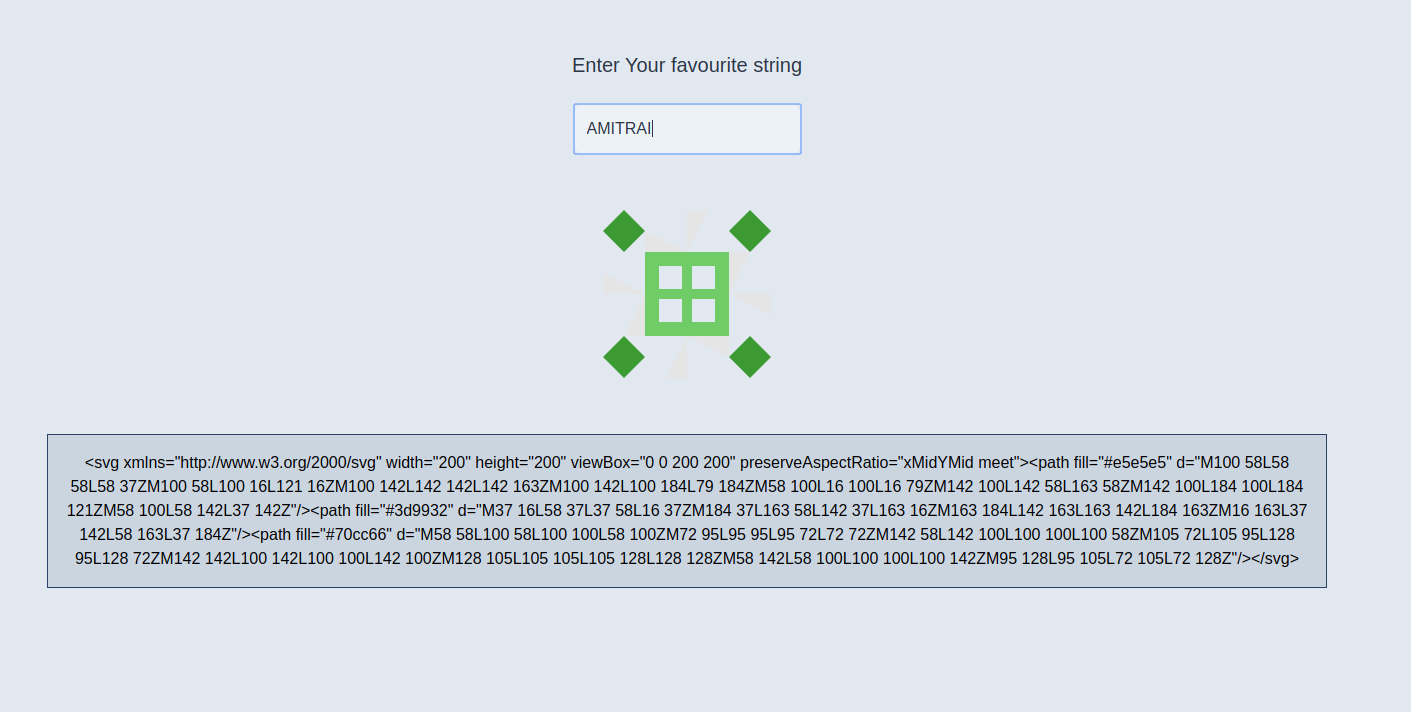 Enter Your favourite string
AMITRAI
<svg xmlns="http://www.w3.org/2000/svg" width="200" height="200" viewBox="0 0 200 200" preserveAspectRatio="xMidYMid meet"><path fill="#e5e5e5" d="M100 58L58
58L58 37ZM100 58L100 16L121 16ZM100 142L142 142L142 163ZM100 142L100 184L79 184ZM58 100L16 100L16 79ZM142 100L142 58L163 58ZM142 100L184 100L184
121ZM58 100L58 142L37 142Z"/><path fill="#3d9932" d="M37 16L58 37L37 58L16 37ZM184 37L163 58L142 37L163 16ZM163 184L142 163L163 142L184 163ZM16 163L37
142L58 163L37 184Z"/><path fill="#70cc66" d="M58 58L100 58L100 100L58 100ZM72 95L95 95L95 72L72 72ZM142 58L142 100L100 100L100 58ZM105 72L105 95L128
95L128 72ZM142 142L100 142L100 100L142 100ZM128 105L105 105L105 128L128 128ZM58 142L58 100L100 100L100 142ZM95 128L95 105L72 105L72 128Z"/></svg>